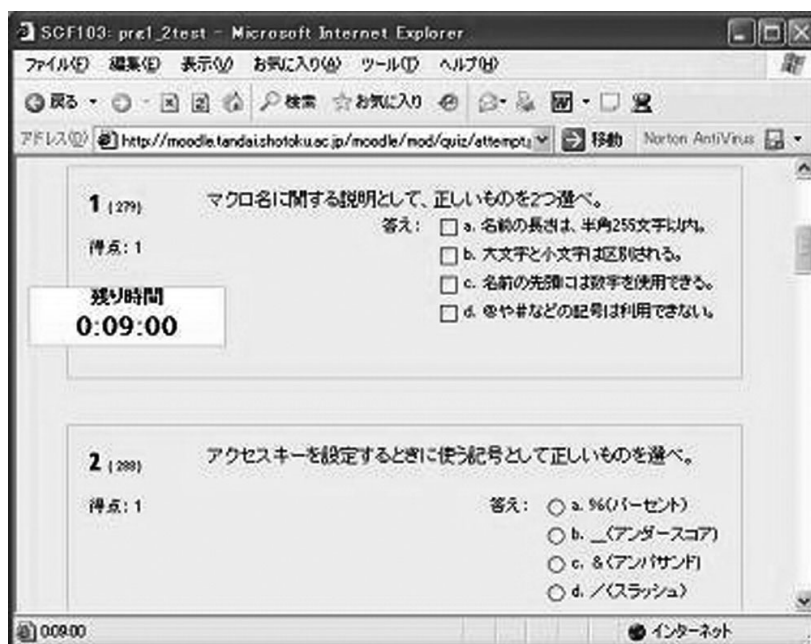 SCF103: pre1_2test - Microsoft Internet Explorer
ファイル(F) 編集(E) 表示(V) お気に入り(A) ツール(T) ヘルプ(H)
戻る 検索 お気に入り
アドレス(D) http://moodle.tandai.shotoku.ac.jp/moodle/mod/quiz/attempt. 移動 Norton AntiVirus
1 (279) マクロ名に関する説明として、正しいものを2つ選べ。
答え: a. 名前の長さは、半角255文字以内。
得点: 1
b. 大文字と小文字は区別される。
c. 名前の先頭には数字を使用できる。
残り時間
0:09:00
d. @や#などの記号は利用できない。
2 (288) アクセスキーを設定するときに使う記号として正しいものを選べ。
得点: 1
答え: a. %(パーセント)
b. _(アンダースコア)
c. &(アンパサンド)
d. /(スラッシュ)
0:09:00 インターネット